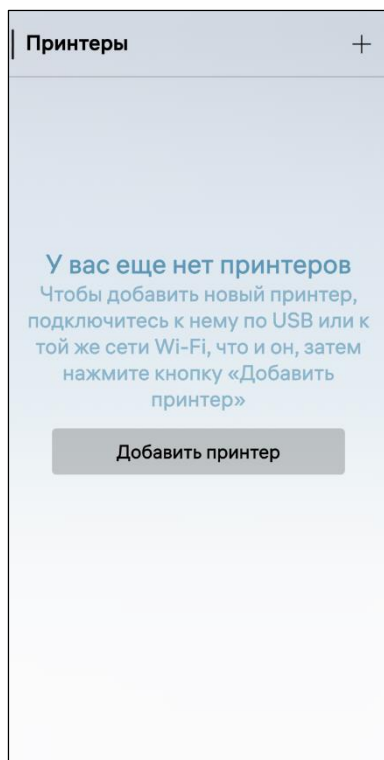 Принтеры
У вас еще нет принтеров
Чтобы добавить новый принтер,
подключитесь к нему по USB или к
той же сети Wi-Fi, что и он, затем
нажмите кнопку «Добавить
принтер»
Добавить принтер